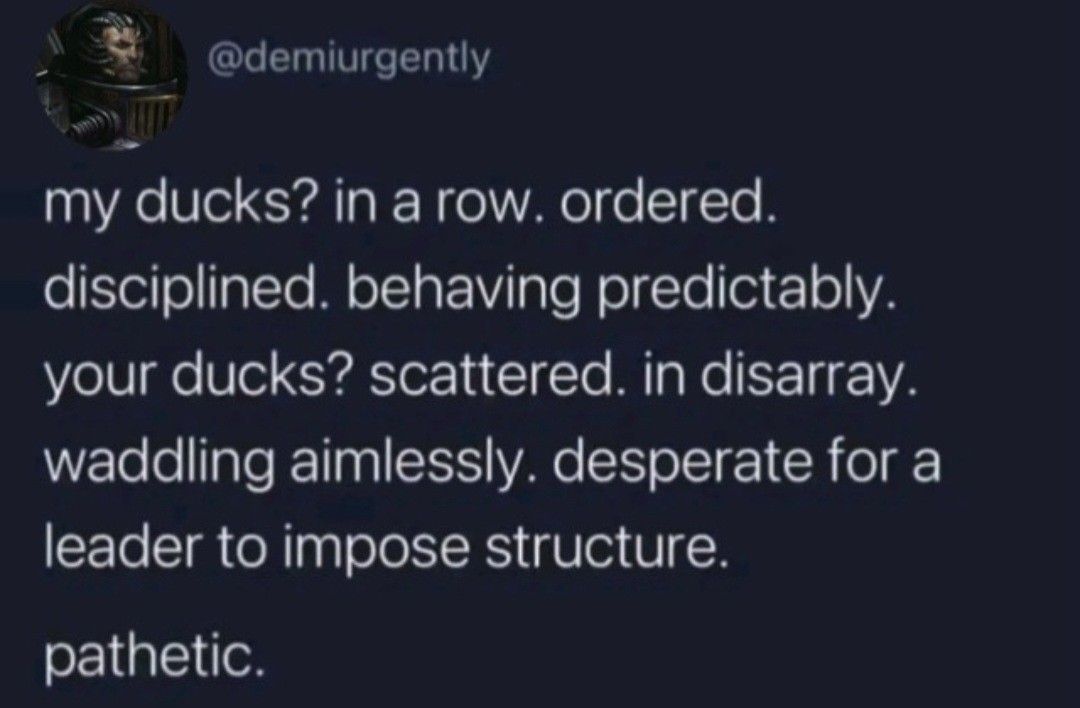 @demiurgently
my ducks? in a row. ordered.
disciplined. behaving predictably.
your ducks? scattered. in disarray.
waddling aimlessly. desperate for a
leader to impose structure.
pathetic.